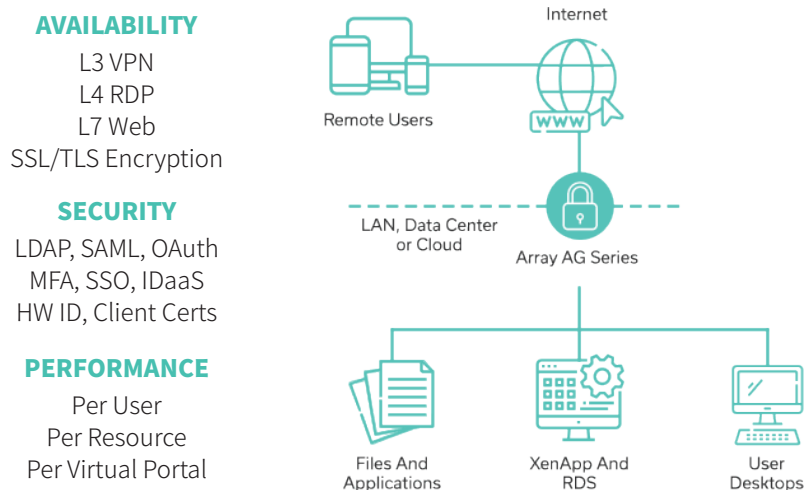 AVAILABILITY
L3 VPN
L4 RDP
L7 Web
SSL/TLS Encryption
SECURITY
LDAP, SAML, OAuth
MFA, SSO, IDaaS
HW ID, Client Certs
PERFORMANCE
Per User
Per Resource
Per Virtual Portal
Internet
WWW
Remote Users
LAN, Data Center
or Cloud
Array AG Series
Files And
Applications
XenApp And
RDS
User
Desktops